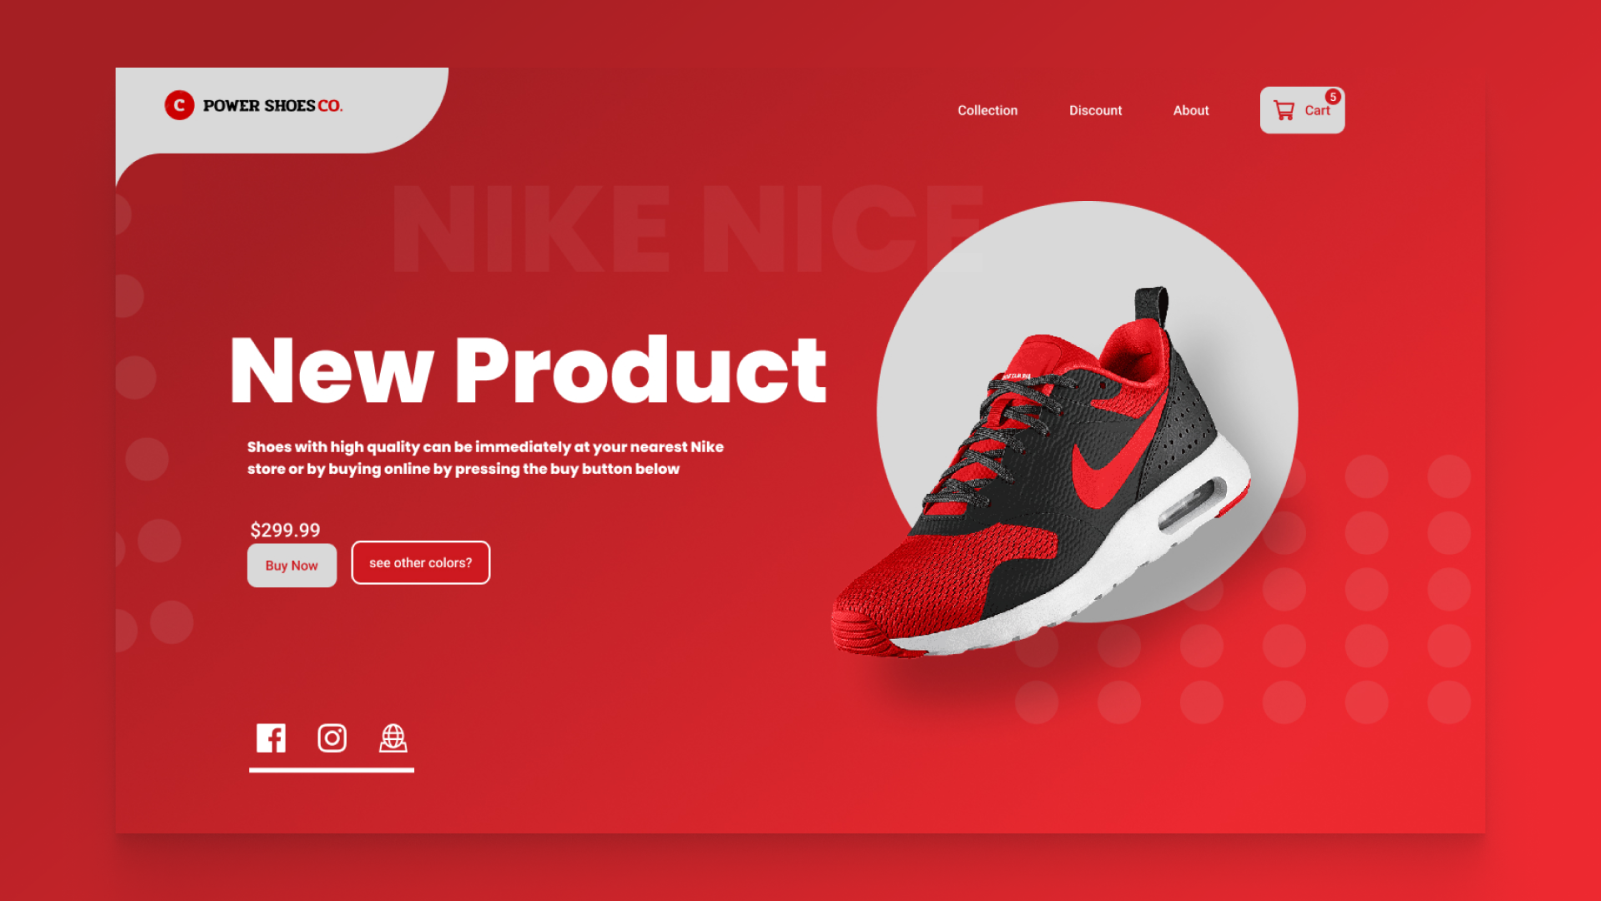 C POWER SHOES CO.
Collection
Discount
About
Cart
5
NIKE NICE
New Product
Shoes with high quality can be immediately at your nearest Nike
store or by buying online by pressing the buy button below
$299.99
Buy Now
see other colors?